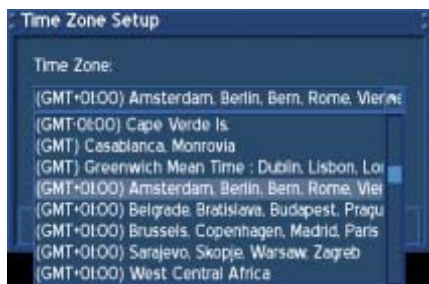 Time Zone Setup
Time Zone:
(GMT+01:00) Amsterdam, Berlin, Bern, Rome, Vienna
(GMT-01:00) Cape Verde Is.
(GMT) Casablanca, Monrovia
(GMT) Greenwich Mean Time : Dublin, Lisbon, Lo
(GMT+01:00) Amsterdam, Berlin, Bern, Rome, Vie
(GMT+01:00) Belgrade, Bratislava, Budapest, Pragu
(GMT+01:00) Brussels, Copenhagen, Madrid, Paris
(GMT+01:00) Sarajevo, Skopje, Warsaw, Zagreb
(GMT+01:00) West Central Africa